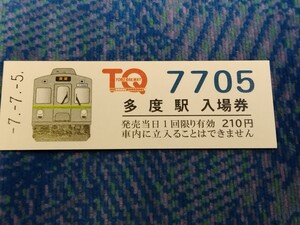 -7.-7.-5.
TQ
7705
多度駅 入場券
発売当日1回限り有効 210円
車内に立入ることはできません